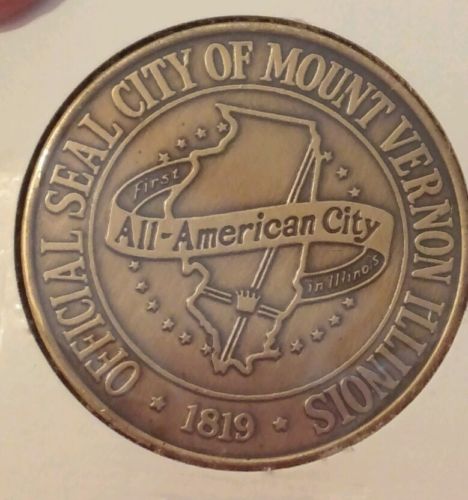 OFFICIAL SEAL CITY OF MOUNT VERNON ILLINOIS
First
All-American City
in Illinois
1819